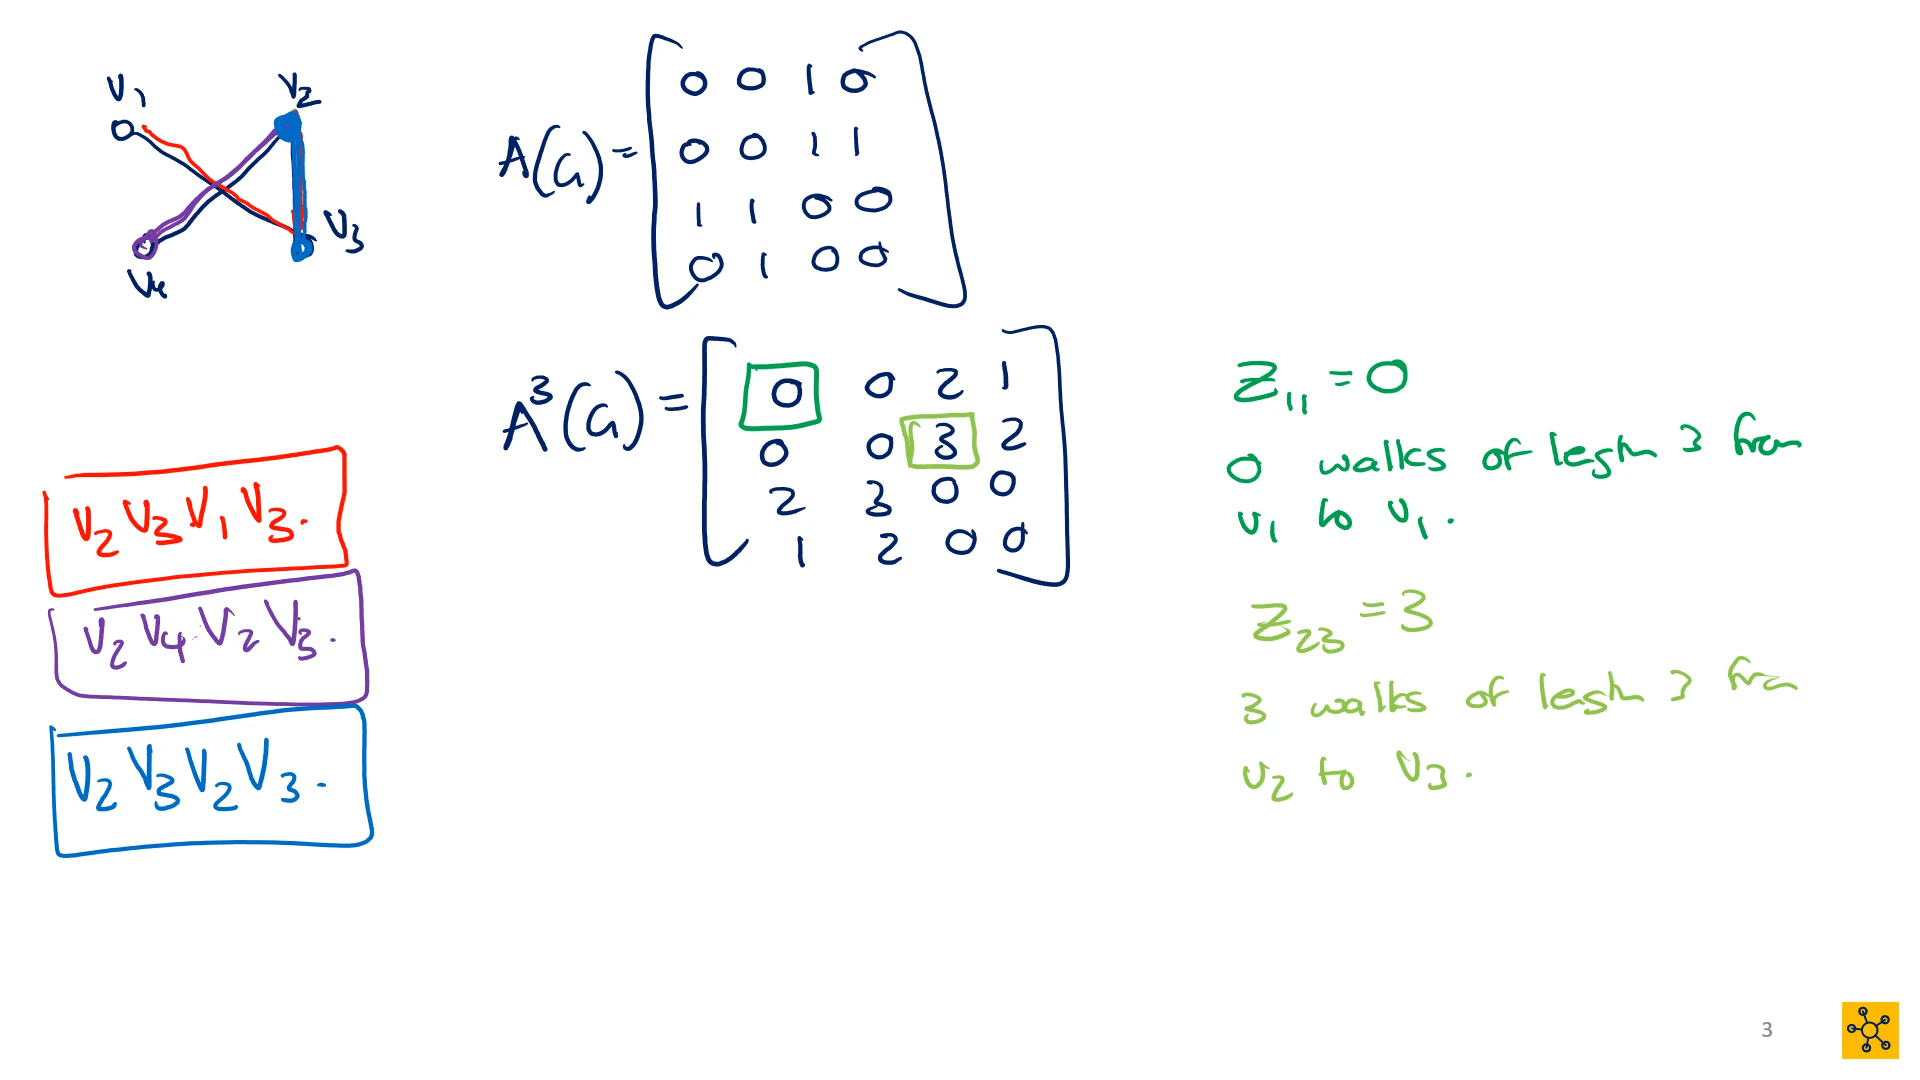 V1 V2
V3
V4
A(G) =
0 0 1 0
0 0 1 1
1 1 0 0
0 1 0 0
A³(G) =
0 0 2 1
0 0 3 2
2 3 0 0
1 2 0 0
V2 V3 V1 V3.
V2 V4 V2 V3.
V2 V3 V2 V3.
Z11 = 0
0 walks of length 3 from
V1 to V1.
Z23 = 3
3 walks of length 3 from
V2 to V3.
3